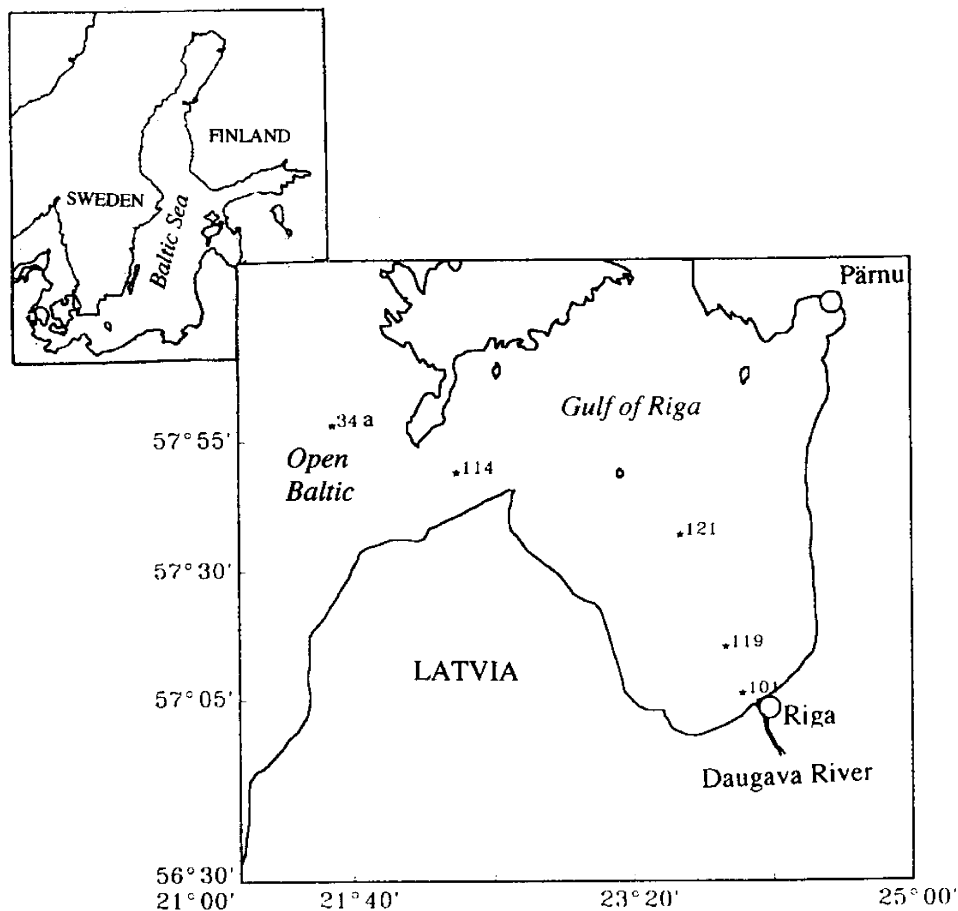 FINLAND
SWEDEN
Baltic Sea
Pärnu
Gulf of Riga
34 a
57°55'
Open
Baltic
114
121
57°30'
119
LATVIA
101
57°05'
Riga
Daugava River
56°30'
21°00'
21°40'
23°20'
25°00'